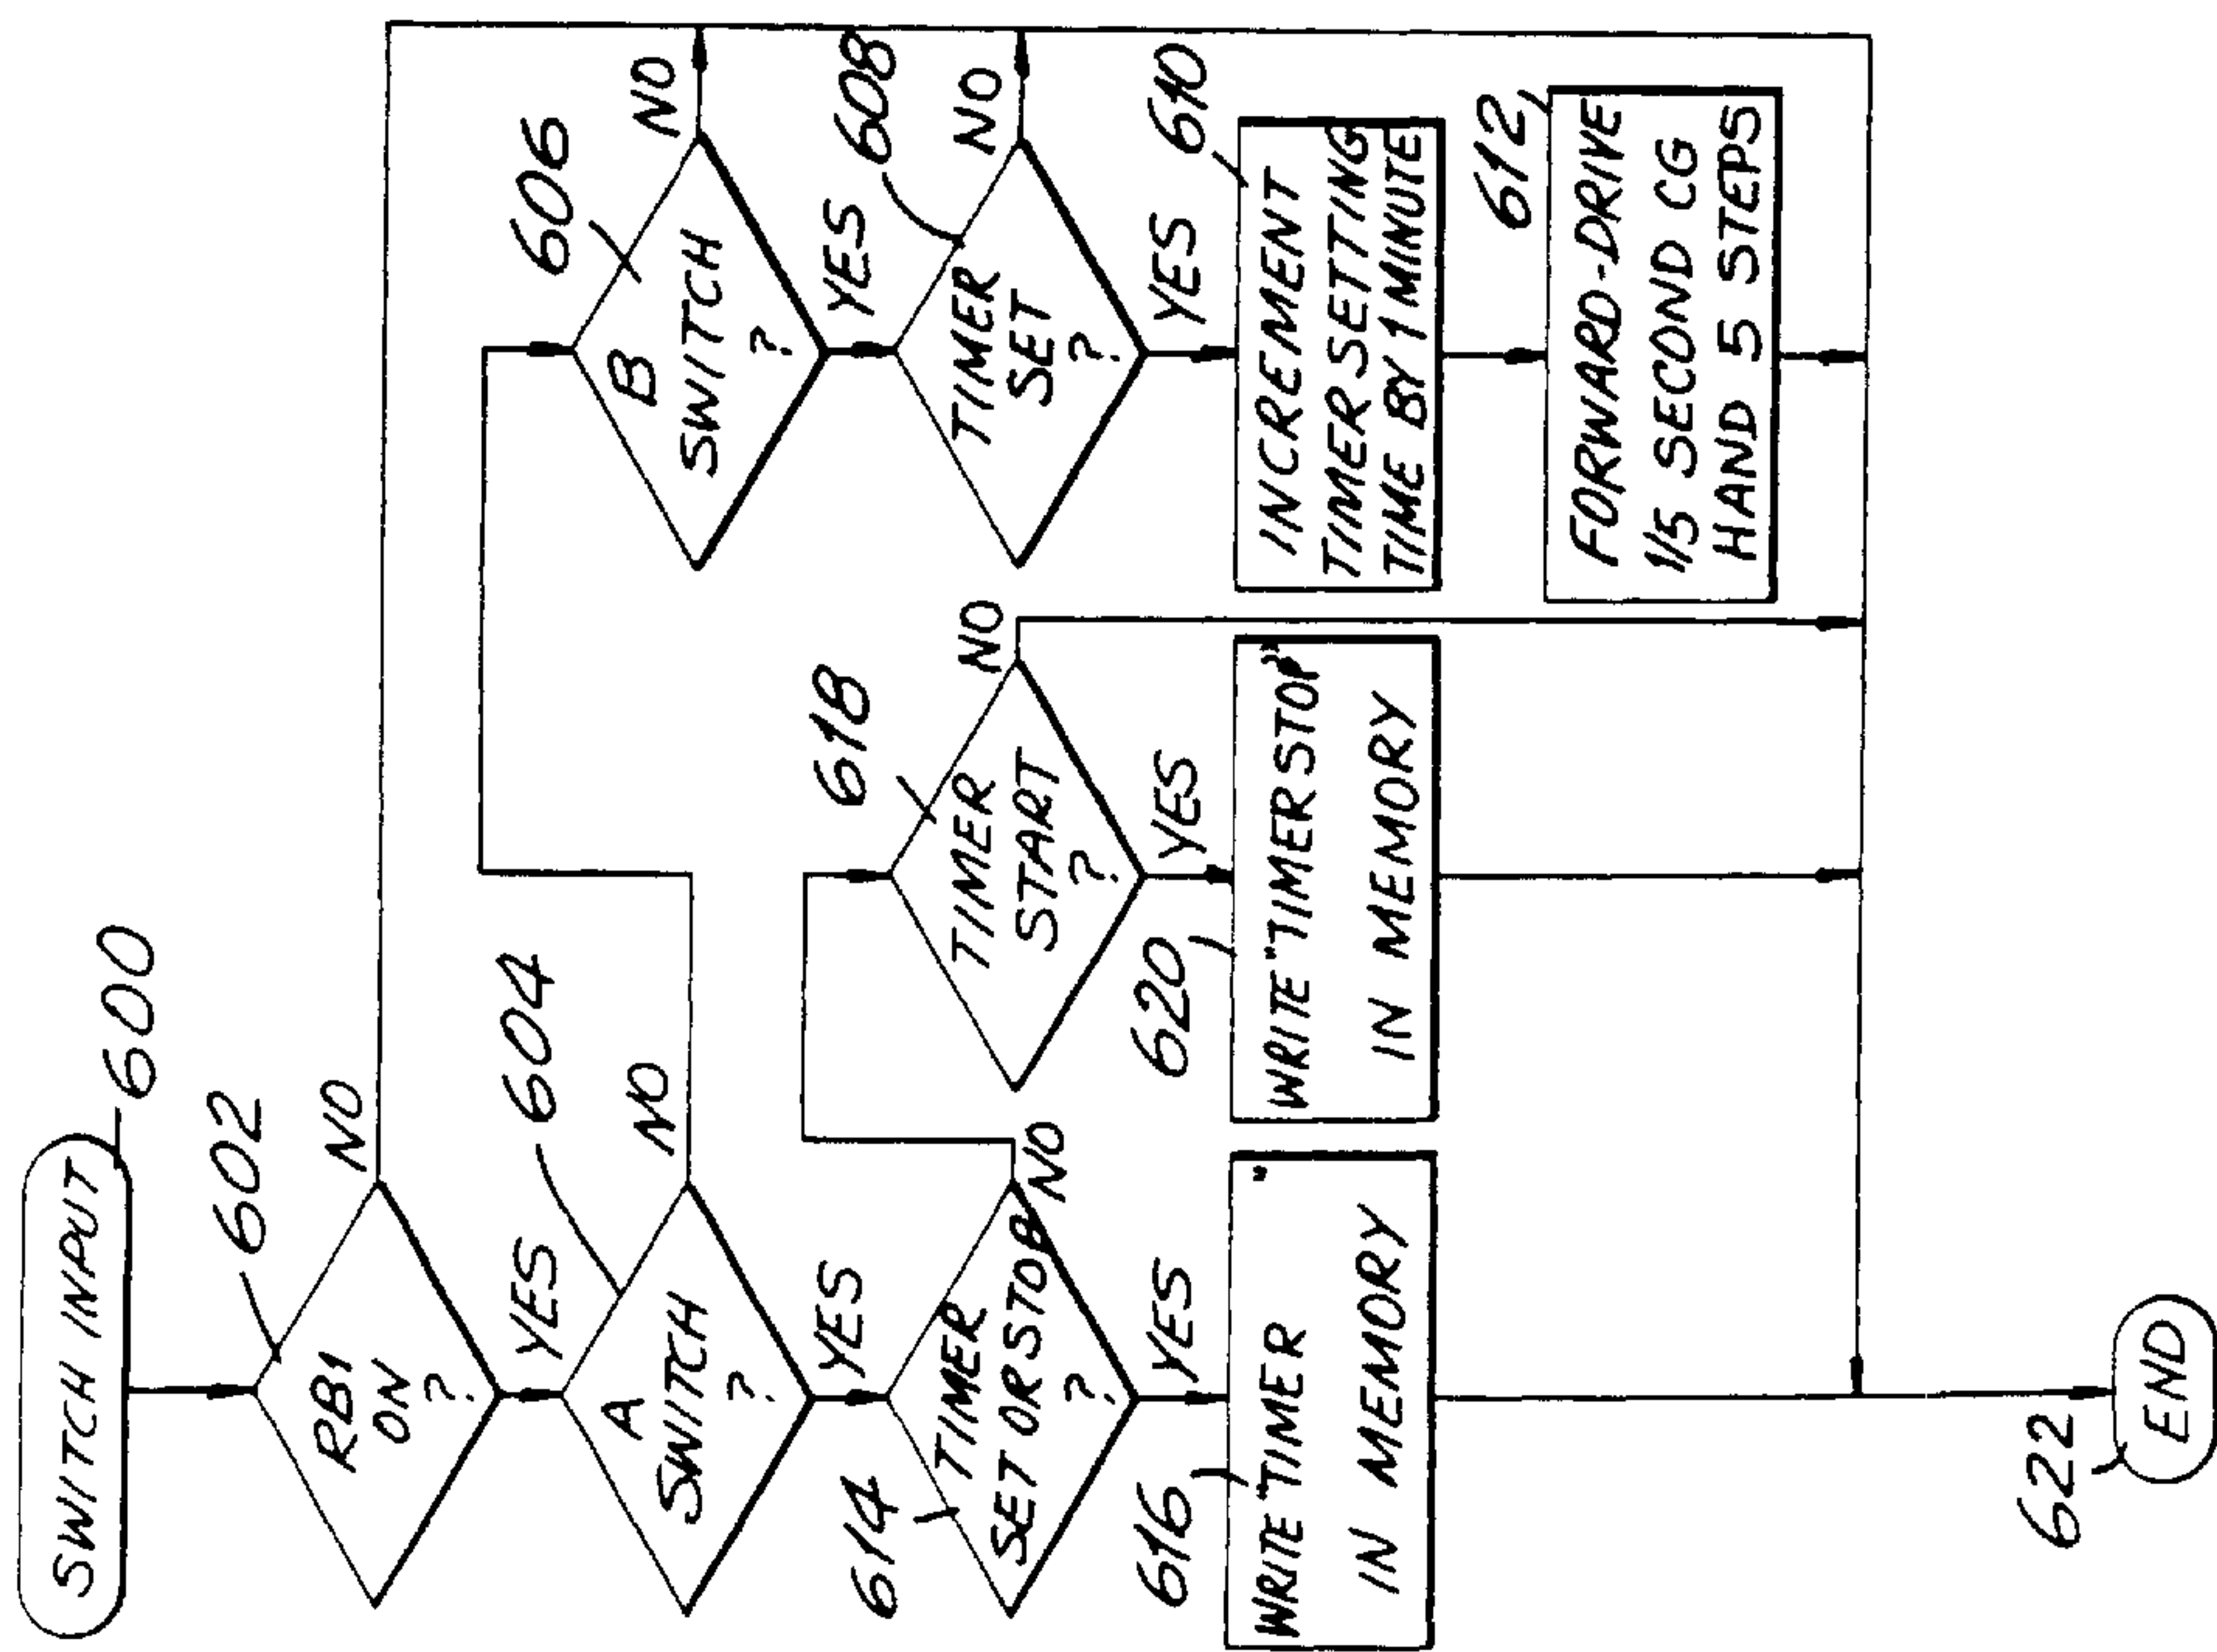 SWITCH INPUT
600
602
RB1
ON
?
NO
YES
604
A
SWITCH
?
NO
YES
606
B
SWITCH
?
NO
YES
608
TIMER
SET
?
NO
YES
610
INCREMENT
TIMER SETTING
TIME BY 1 MINUTE
612
FORWARD-DRIVE
1/5 SECOND CG
HAND 5 STEPS
614
TIMER
SET OR STOP
?
NO
YES
616
WRITE "TIMER "
IN MEMORY
618
TIMER
START
?
NO
YES
620
WRITE "TIMER STOP"
IN MEMORY
622
END